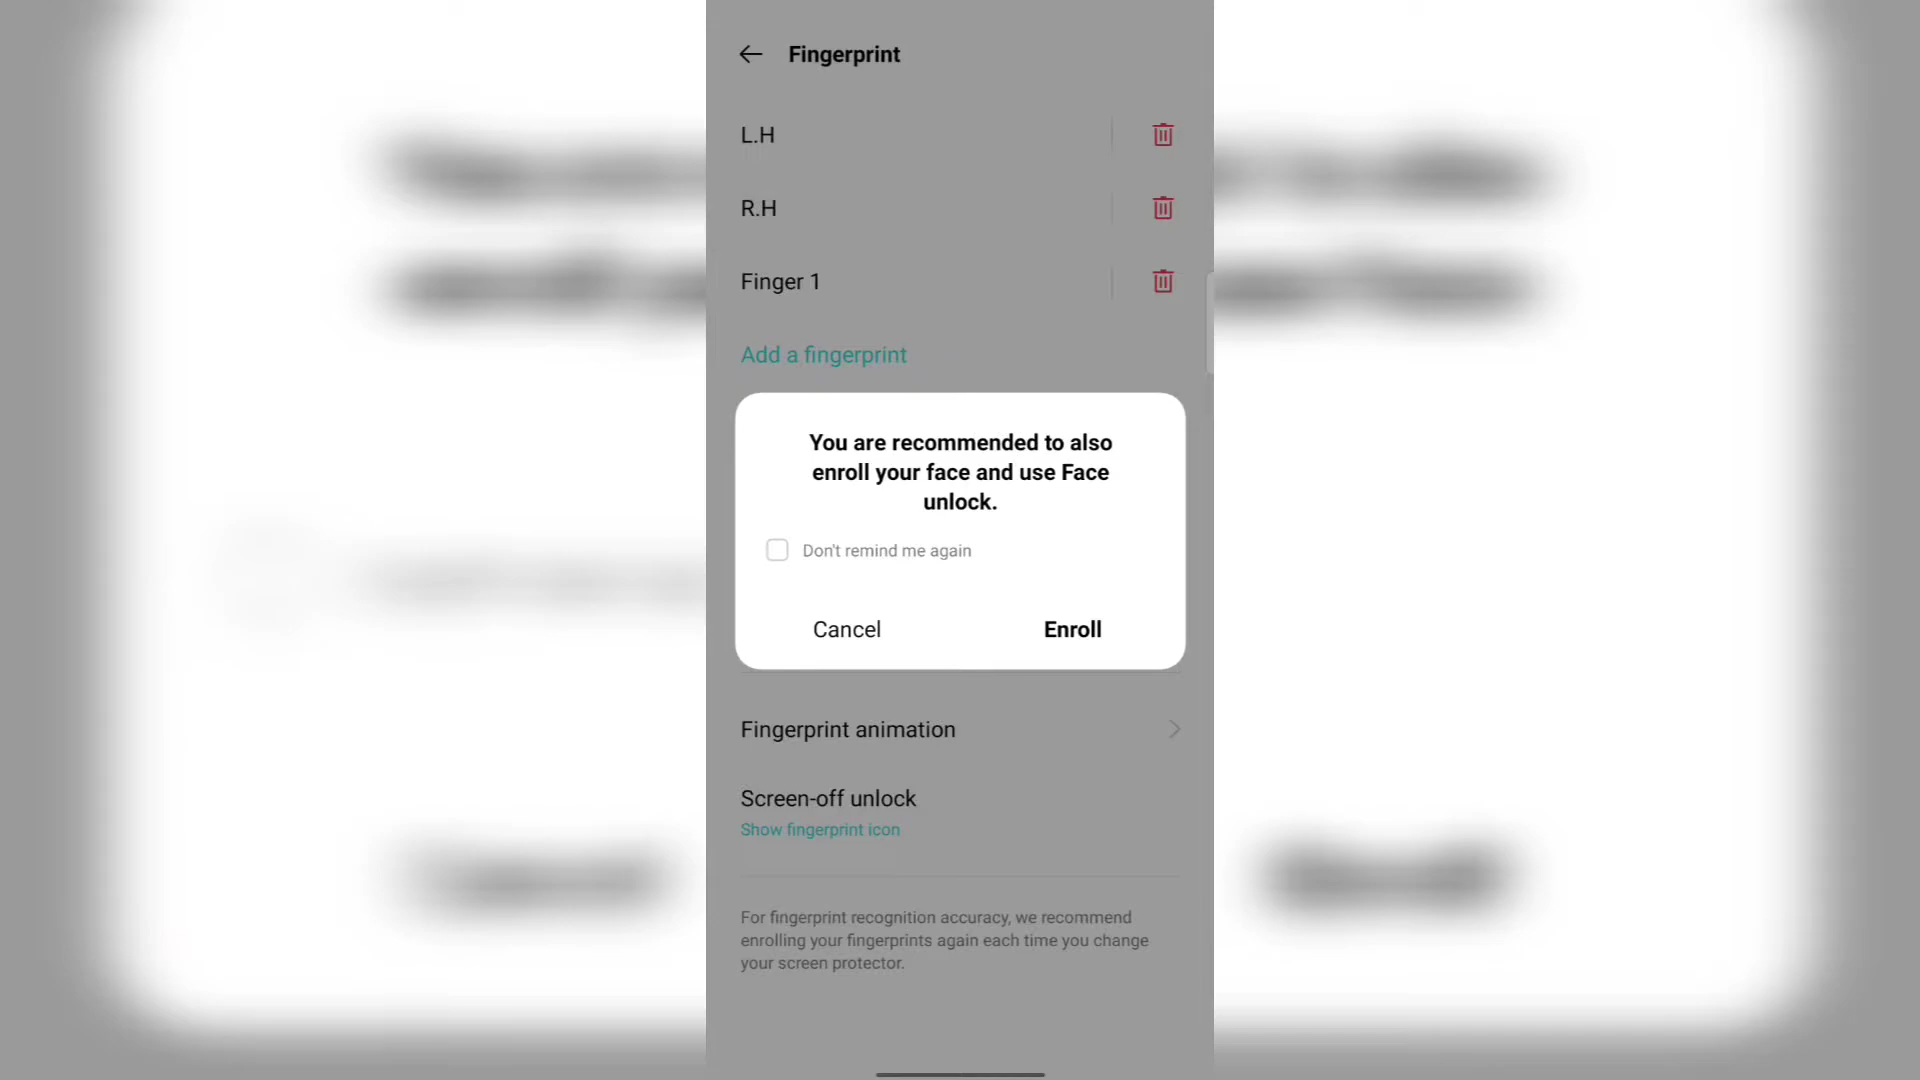 Fingerprint
L.H
R.H
Finger 1
Add a fingerprint
You are recommended to also
enroll your face and use Face
unlock.
Don't remind me again
Cancel
Enroll
Fingerprint animation
Screen-off unlock
Show fingerprint icon
For fingerprint recognition accuracy, we recommend
enrolling your fingerprints again each time you change
your screen protector.